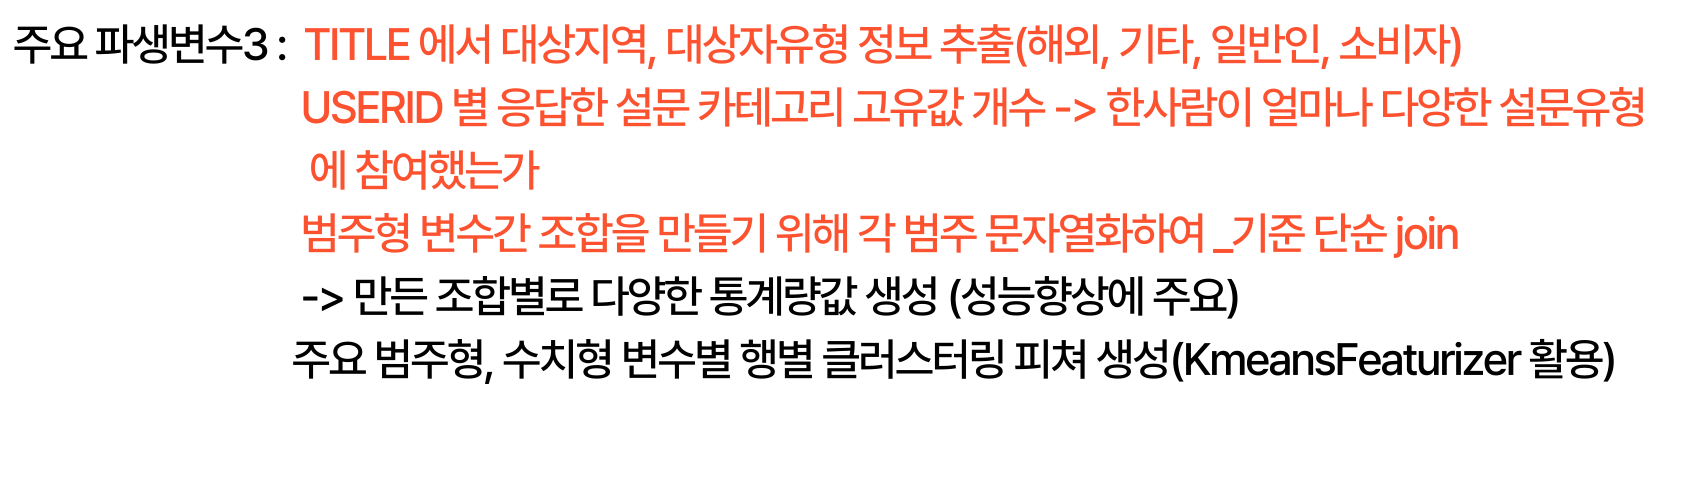 주요 파생변수3 : TITLE 에서 대상지역, 대상자유형 정보 추출(해외, 기타, 일반인, 소비자)
USERID 별 응답한 설문 카테고리 고유값 개수 -> 한사람이 얼마나 다양한 설문유형
에 참여했는가
범주형 변수간 조합을 만들기 위해 각 범주 문자열화하여 _기준 단순 join
-> 만든 조합별로 다양한 통계량값 생성 (성능향상에 주요)
주요 범주형, 수치형 변수별 행별 클러스터링 피쳐 생성(KmeansFeaturizer 활용)